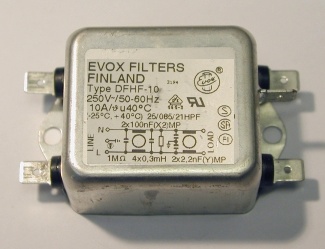 EVOX FILTERS
FINLAND
Type DFHF-10
250V~/50-60Hz
10A/ϑu40°C
(-25°C, +40°C) 25/085/21HPF
2x100nF(X2)MP
LINE
N
L
LOAD
1MΩ 4x0,3mH 2x2,2nF(Y)MP